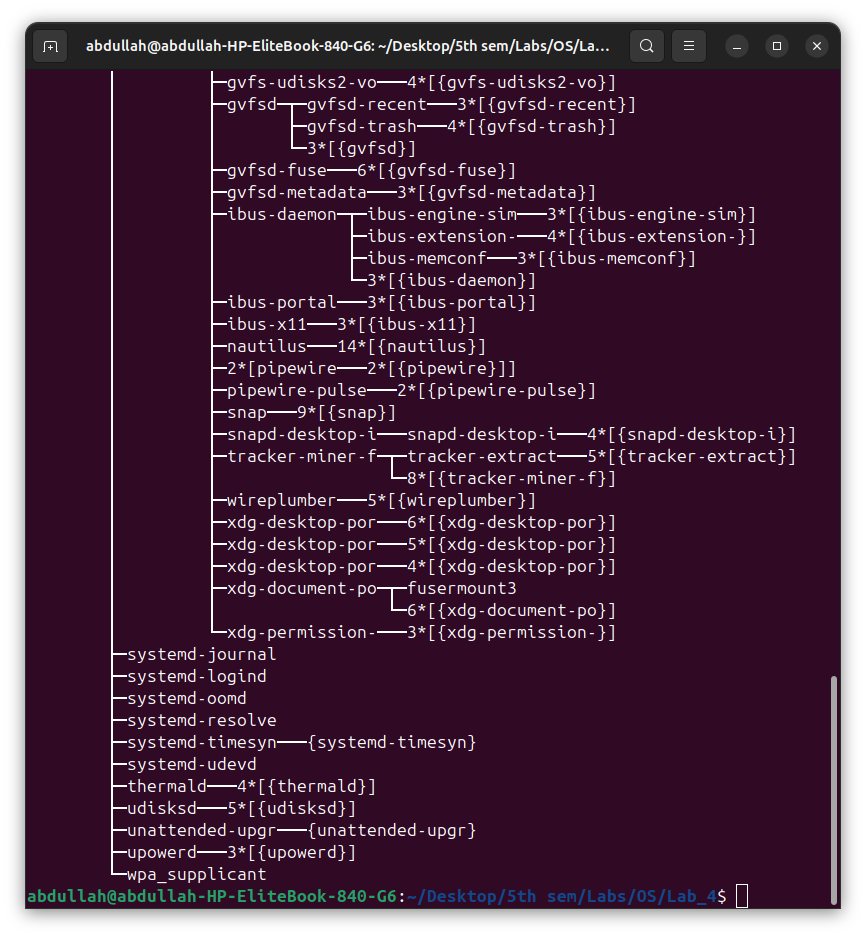 abdullah@abdullah-HP-EliteBook-840-G6: ~/Desktop/5th sem/Labs/OS/La...
├─gvfs-udisks2-vo───4*[{gvfs-udisks2-vo}]
├─gvfsd─┬─gvfsd-recent───3*[{gvfsd-recent}]
├─gvfsd-trash───4*[{gvfsd-trash}]
└─3*[{gvfsd}]
├─gvfsd-fuse───6*[{gvfsd-fuse}]
├─gvfsd-metadata───3*[{gvfsd-metadata}]
├─ibus-daemon─┬─ibus-engine-sim───3*[{ibus-engine-sim}]
├─ibus-extension-───4*[{ibus-extension-}]
├─ibus-memconf───3*[{ibus-memconf}]
└─3*[{ibus-daemon}]
├─ibus-portal───3*[{ibus-portal}]
├─ibus-x11───3*[{ibus-x11}]
├─nautilus───14*[{nautilus}]
├─2*[pipewire───2*[{pipewire}]]
├─pipewire-pulse───2*[{pipewire-pulse}]
├─snap───9*[{snap}]
├─snapd-desktop-i───snapd-desktop-i───4*[{snapd-desktop-i}]
├─tracker-miner-f─┬─tracker-extract───5*[{tracker-extract}]
└─8*[{tracker-miner-f}]
├─wireplumber───5*[{wireplumber}]
├─xdg-desktop-por───6*[{xdg-desktop-por}]
├─xdg-desktop-por───5*[{xdg-desktop-por}]
├─xdg-desktop-por───4*[{xdg-desktop-por}]
├─xdg-document-po─┬─fusermount3
└─6*[{xdg-document-po}]
└─xdg-permission-───3*[{xdg-permission-}]
├─systemd-journal
├─systemd-logind
├─systemd-oomd
├─systemd-resolve
├─systemd-timesyn───{systemd-timesyn}
├─systemd-udevd
├─thermald───4*[{thermald}]
├─udisksd───5*[{udisksd}]
├─unattended-upgr───{unattended-upgr}
├─upowerd───3*[{upowerd}]
└─wpa_supplicant
abdullah@abdullah-HP-EliteBook-840-G6:~/Desktop/5th sem/Labs/OS/Lab_4$